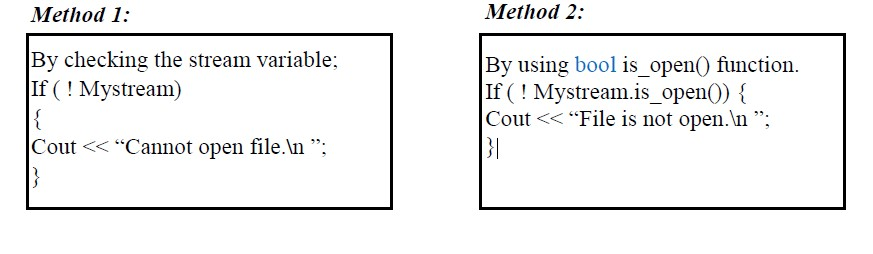 Method 1:
By checking the stream variable;
If ( ! Mystream)
{
Cout << “Cannot open file.\n ”;
}
Method 2:
By using bool is_open() function.
If ( ! Mystream.is_open()) {
Cout << “File is not open.\n ”;
}